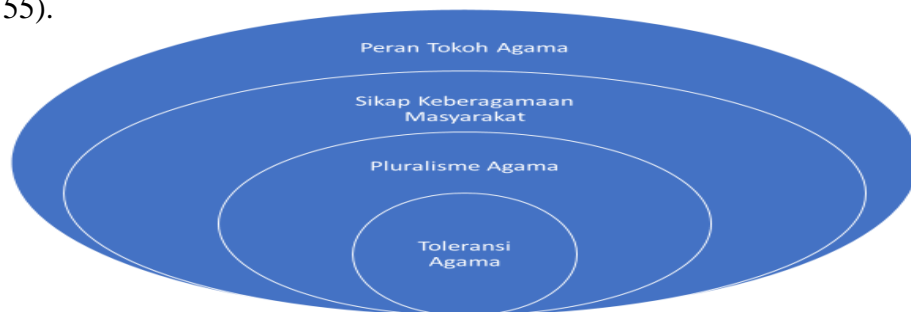 55).
Peran Tokoh Agama
Sikap Keberagamaan
Masyarakat
Pluralisme Agama
Toleransi
Agama